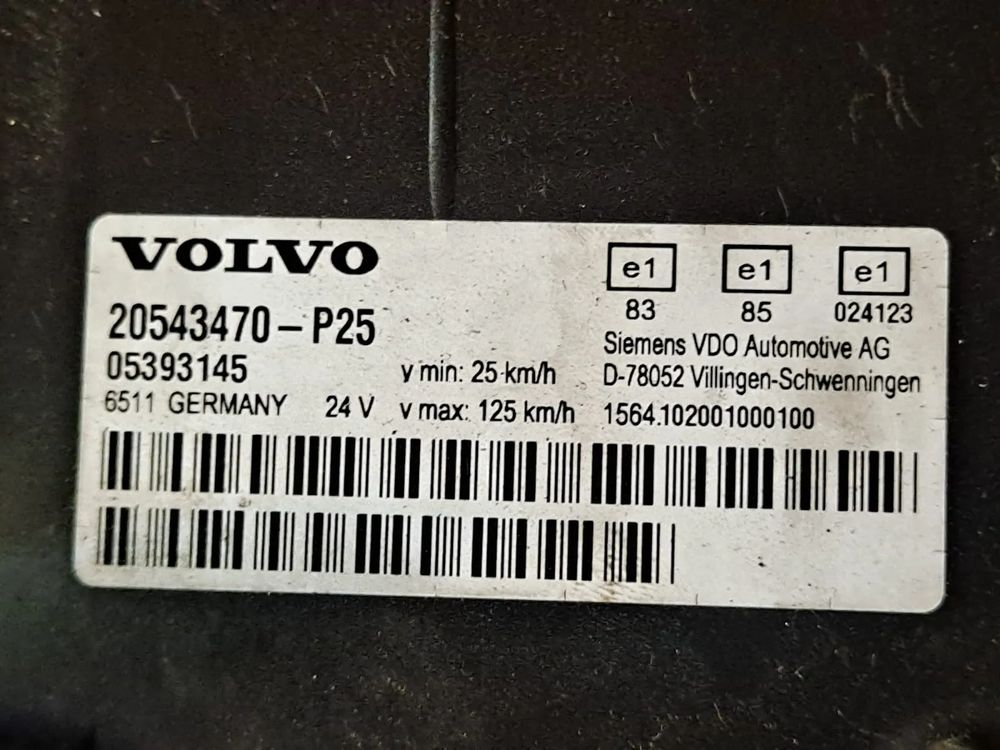 VOLVO
20543470-P25
05393145
6511 GERMANY 24 V
y min: 25 km/h
v max: 125 km/h
e1 e1 e1
83 85 024123
Siemens VDO Automotive AG
D-78052 Villingen-Schwenningen
1564.102001000100